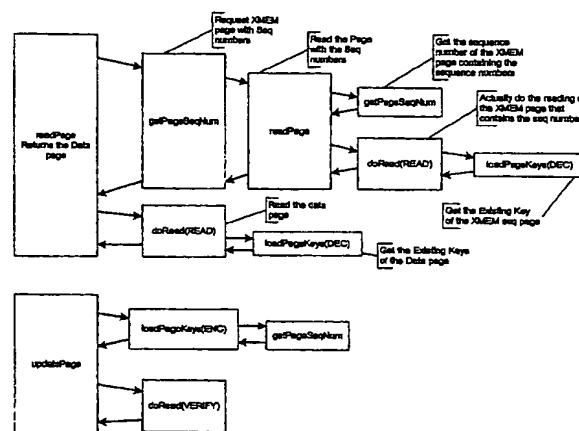 Request XMEM
page with Seq
numbers
Read the Page
with the Seq
numbers
Get the sequence
number of the XMEM
page containing the
sequence numbers
Actually do the reading
the XMEM page that
contains the seq
readPage
Returns the Data
page
getPageSeqNum
readPage
getPageSeqNum
doRead(READ)
loadPageKeys(DEC)
Get the Existing Key
of the XMEM seq page
Read the data
page
doRead(READ)
loadPageKeys(DEC)
Get the Existing Keys
of the Data page
updatePage
loadPageKeys(ENC)
getPageSeqNum
doRead(VERIFY)